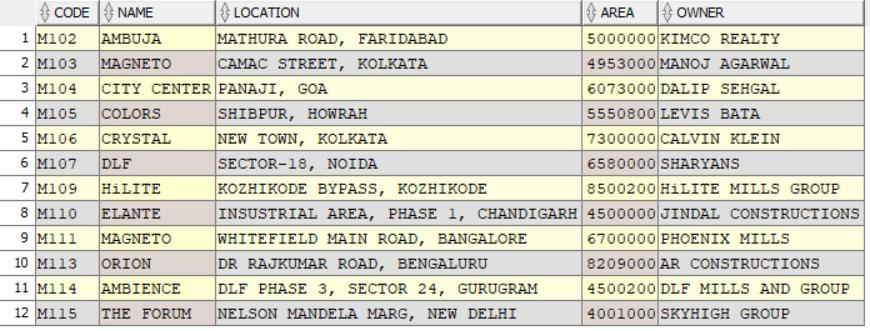 CODE NAME LOCATION AREA OWNER
1 M102 AMBUJA MATHURA ROAD, FARIDABAD 5000000 KIMCO REALTY
2 M103 MAGNETO CAMAC STREET, KOLKATA 4953000 MANOJ AGARWAL
3 M104 CITY CENTER PANAJI, GOA 6073000 DALIP SEHGAL
4 M105 COLORS SHIBPUR, HOWRAH 5550800 LEVIS BATA
5 M106 CRYSTAL NEW TOWN, KOLKATA 7300000 CALVIN KLEIN
6 M107 DLF SECTOR-18, NOIDA 6580000 SHARYANS
7 M109 HiLITE KOZHIKODE BYPASS, KOZHIKODE 8500200 HiLITE MILLS GROUP
8 M110 ELANTE INSUSTRIAL AREA, PHASE 1, CHANDIGARH 4500000 JINDAL CONSTRUCTIONS
9 M111 MAGNETO WHITEFIELD MAIN ROAD, BANGALORE 6700000 PHOENIX MILLS
10 M113 ORION DR RAJKUMAR ROAD, BENGALURU 8209000 AR CONSTRUCTIONS
11 M114 AMBIENCE DLF PHASE 3, SECTOR 24, GURUGRAM 4500200 DLF MILLS AND GROUP
12 M115 THE FORUM NELSON MANDELA MARG, NEW DELHI 4001000 SKYHIGH GROUP